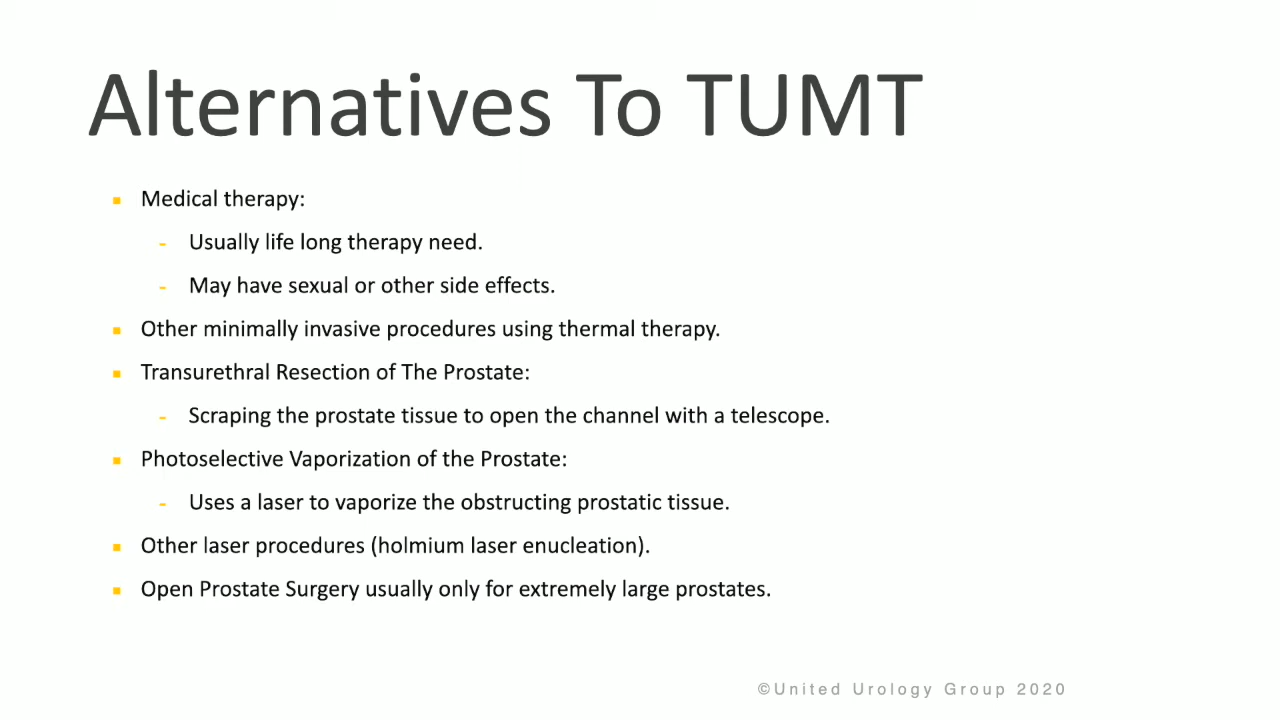 Alternatives To TUMT
▪ Medical therapy:
- Usually life long therapy need.
- May have sexual or other side effects.
▪ Other minimally invasive procedures using thermal therapy.
▪ Transurethral Resection of The Prostate:
- Scraping the prostate tissue to open the channel with a telescope.
▪ Photoselective Vaporization of the Prostate:
- Uses a laser to vaporize the obstructing prostatic tissue.
▪ Other laser procedures (holmium laser enucleation).
▪ Open Prostate Surgery usually only for extremely large prostates.
©United Urology Group 2020